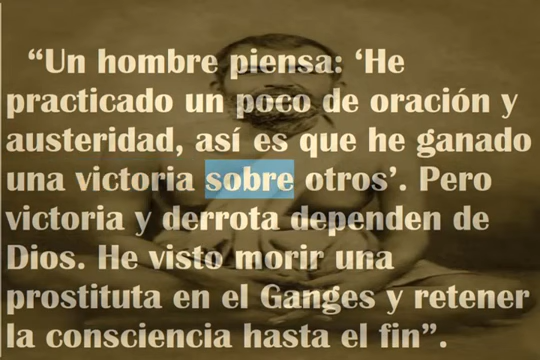 “Un hombre piensa: ‘He
practicado un poco de oración y
austeridad, así es que he ganado
una victoria sobre otros’. Pero
victoria y derrota dependen de
Dios. He visto morir una
prostituta en el Ganges y retener
la consciencia hasta el fin”.